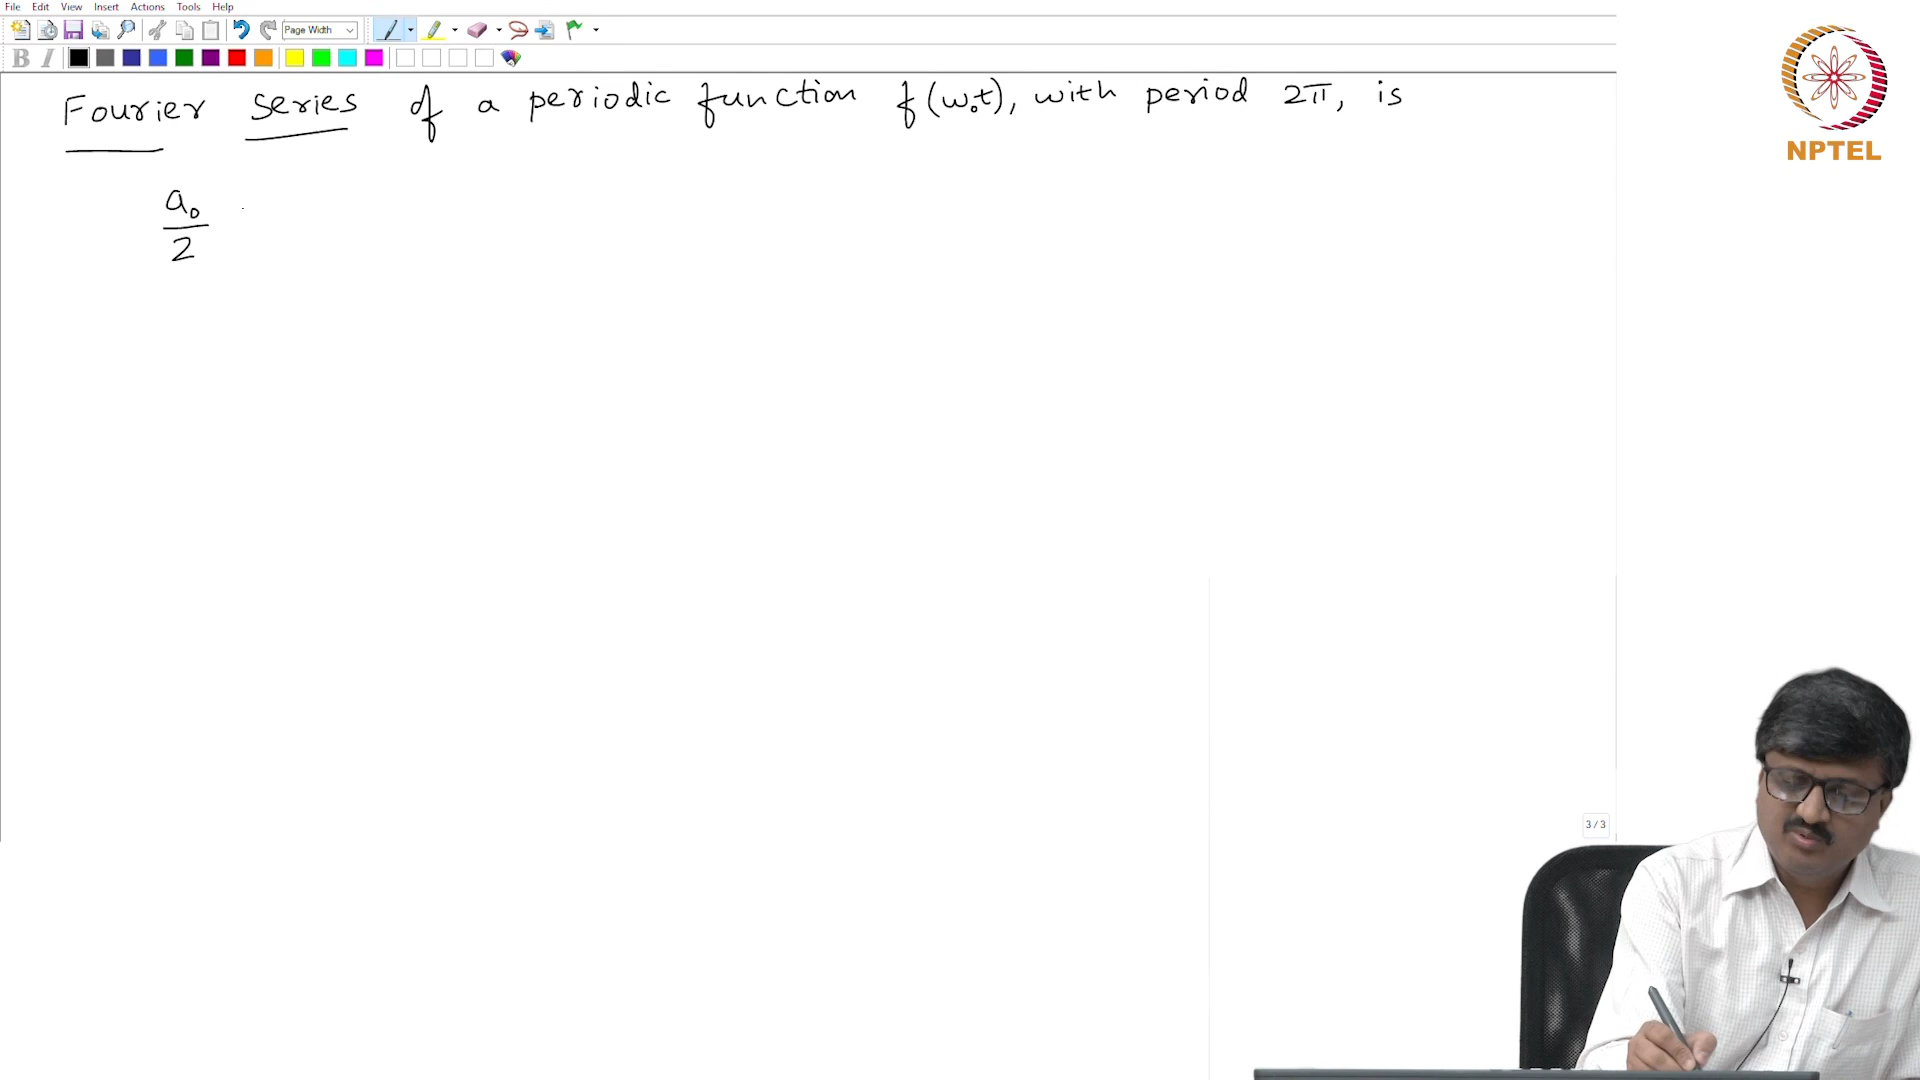 File Edit View Insert Actions Tools Help
Page Width
B I
Fourier series of a periodic function f(ω₀t), with period 2π, is
a₀
2
3 / 3
NPTEL